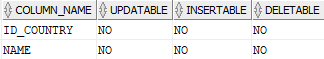 COLUMN_NAME UPDATABLE INSERTABLE DELETABLE
ID_COUNTRY NO NO NO
NAME NO NO NO